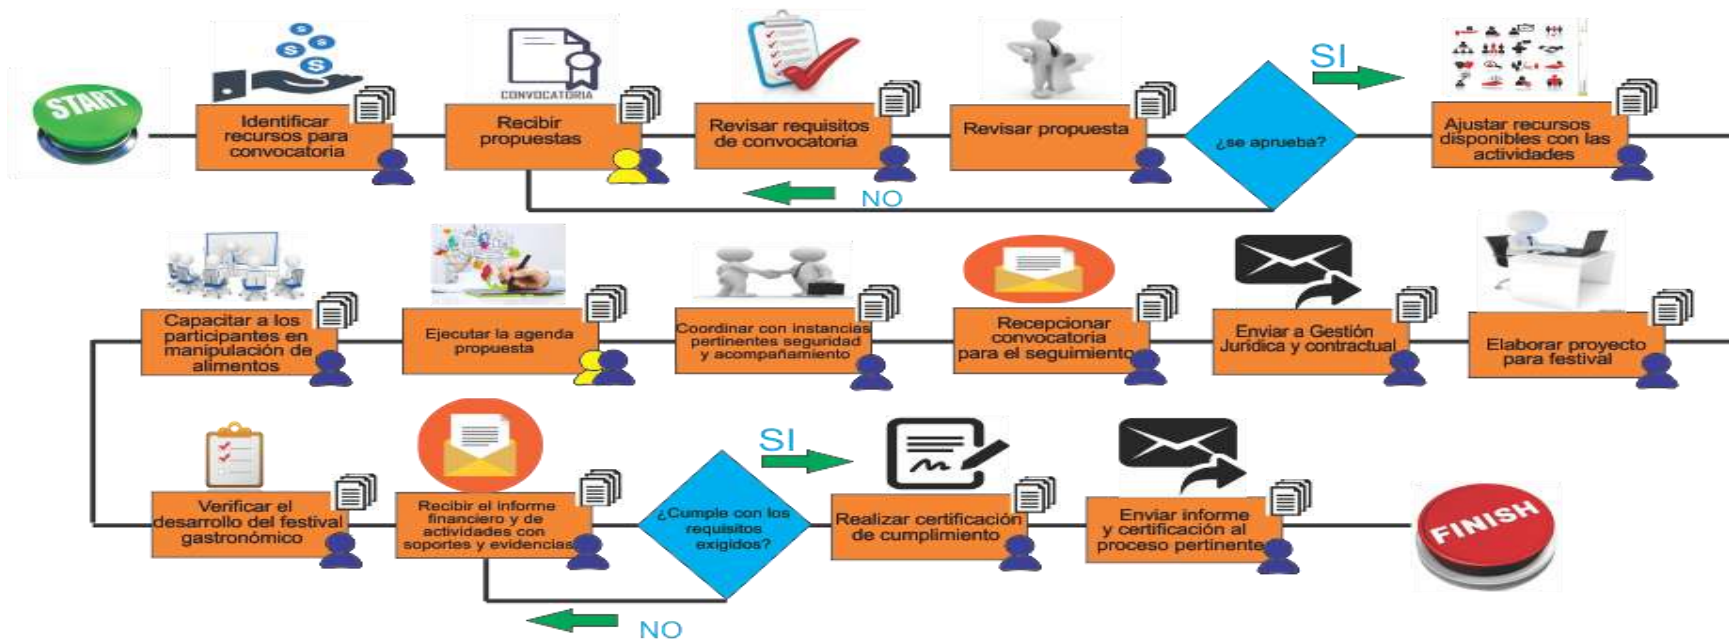 START
Identificar
recursos para
convocatoria
CONVOCATORIA
Recibir
propuestas
Revisar requisitos
de convocatoria
Revisar propuesta
¿se aprueba?
SI
NO
Ajustar recursos
disponibles con las
actividades
Elaborar proyecto
para festival
Enviar a Gestión
Jurídica y contractual
Recepcionar
convocatoria
para el seguimiento
Coordinar con instancias
pertinentes seguridad
y acompañamiento
Ejecutar la agenda
propuesta
Capacitar a los
participantes en
manipulación de
alimentos
Verificar el
desarrollo del festival
gastronómico
Recibir el informe
financiero y de
actividades con
soportes y evidencias
¿Cumple con los
requisitos
exigidos?
SI
NO
Realizar certificación
de cumplimiento
Enviar informe
y certificación al
proceso pertinente
FINISH